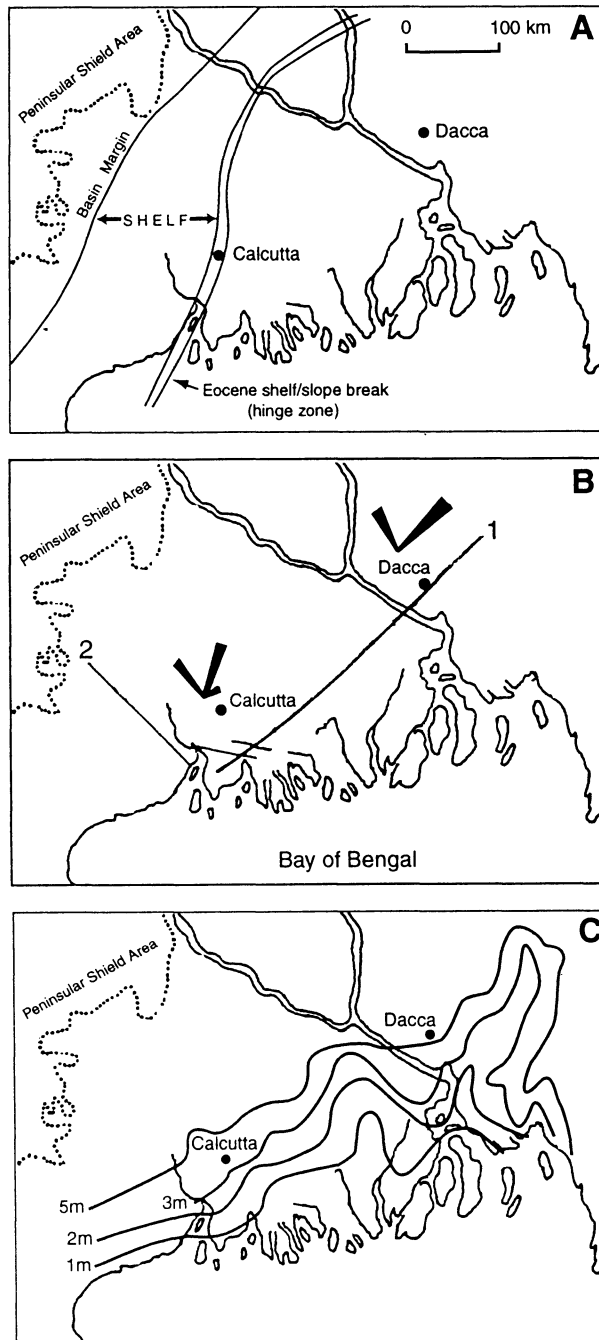 A
0 100 km
Peninsular Shield Area
Basin Margin
Dacca
SHELF
Calcutta
Eocene shelf/slope break
(hinge zone)
B
Peninsular Shield Area
1
Dacca
2
Calcutta
Bay of Bengal
C
Peninsular Shield Area
Dacca
Calcutta
5m
3m
2m
1m